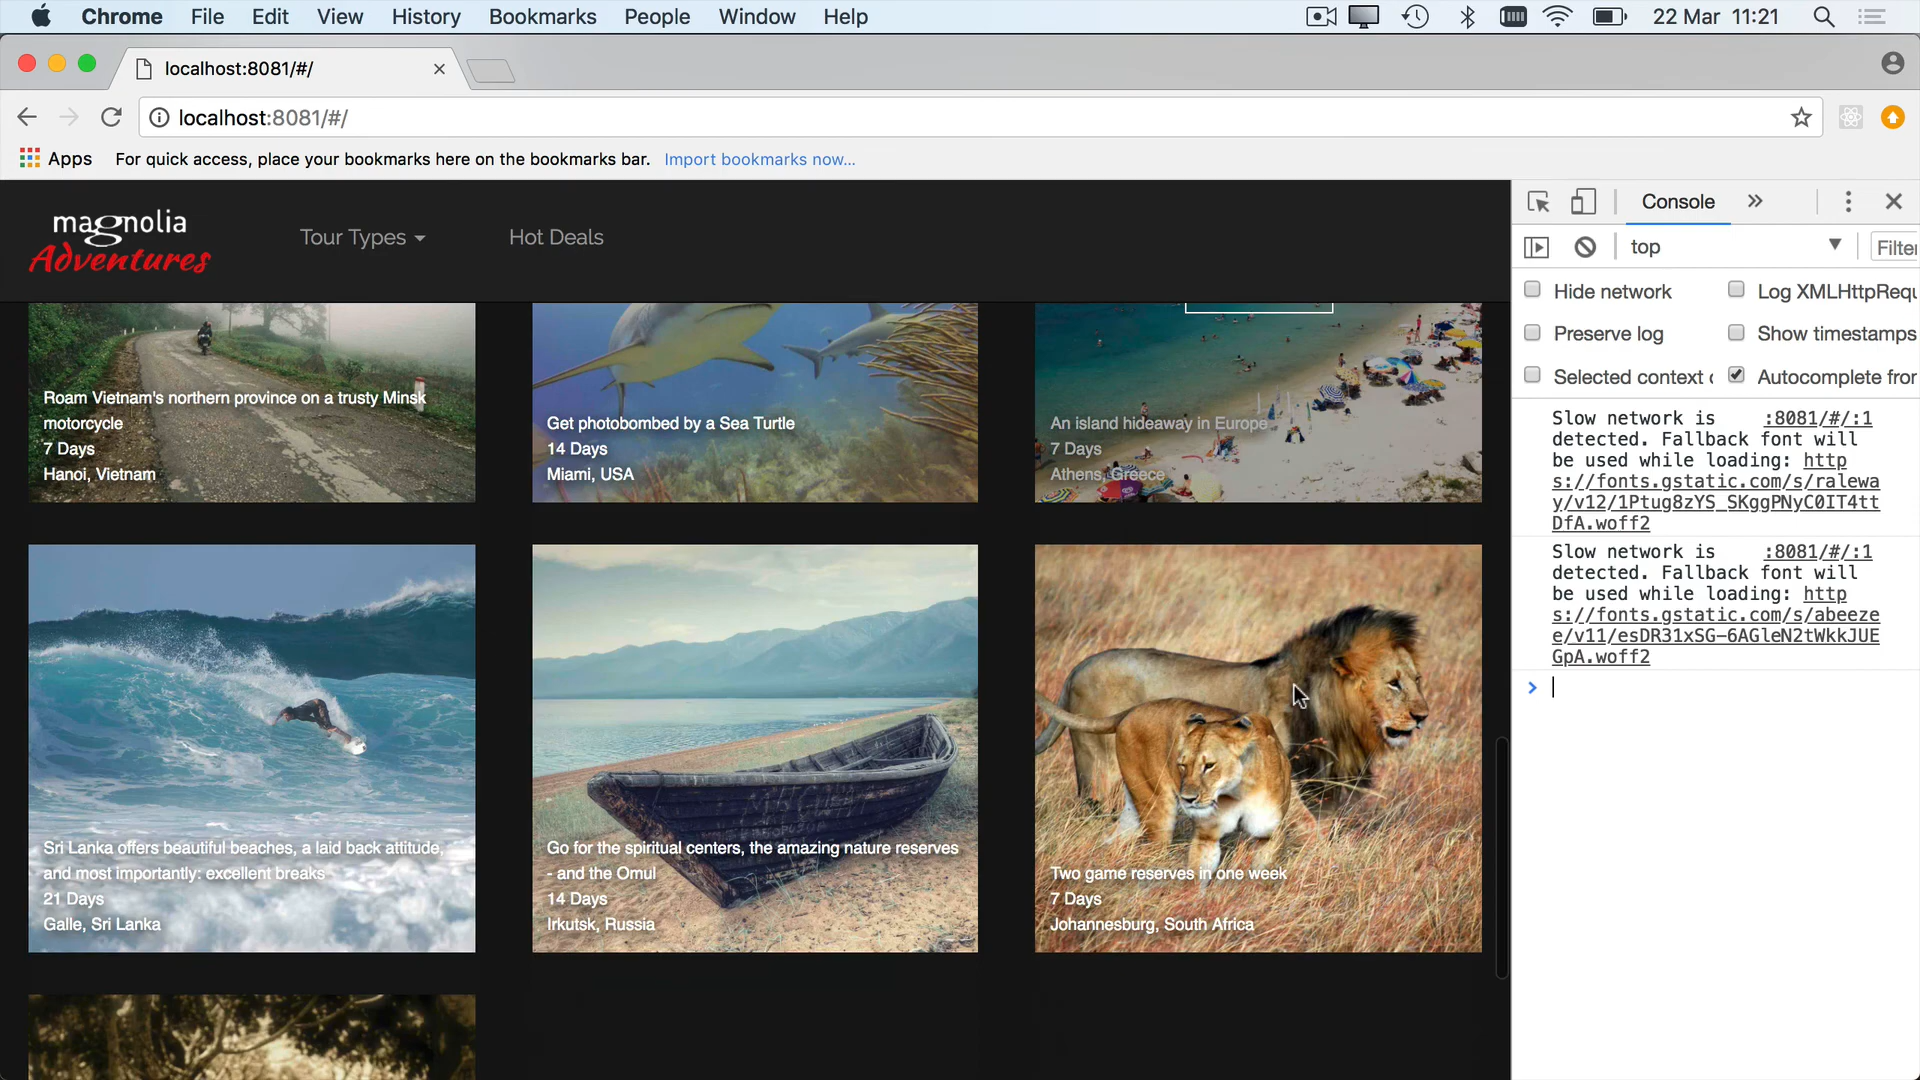 Chrome File Edit View History Bookmarks People Window Help 22 Mar 11:21
localhost:8081/#/
localhost:8081/#/
Apps For quick access, place your bookmarks here on the bookmarks bar. Import bookmarks now...
magnolia
Adventures
Tour Types
Hot Deals
Roam Vietnam's northern province on a trusty Minsk
motorcycle
7 Days
Hanoi, Vietnam
Get photobombed by a Sea Turtle
14 Days
Miami, USA
An island hideaway in Europe
7 Days
Athens, Greece
Sri Lanka offers beautiful beaches, a laid back attitude,
and most importantly: excellent breaks
21 Days
Galle, Sri Lanka
Go for the spiritual centers, the amazing nature reserves
- and the Omul
14 Days
Irkutsk, Russia
Two game reserves in one week
7 Days
Johannesburg, South Africa
Console
top
Filter
Hide network
Log XMLHttpRequ
Preserve log
Show timestamps
Selected context
Autocomplete fror
Slow network is :8081/#/:1
detected. Fallback font will
be used while loading: http
s://fonts.gstatic.com/s/ralewa
y/v12/1Ptug8zYS_SKggPNyC0IT4tt
DfA.woff2
Slow network is :8081/#/:1
detected. Fallback font will
be used while loading: http
s://fonts.gstatic.com/s/abeeze
e/v11/esDR31xSG-6AGleN2tWkkJUE
GpA.woff2